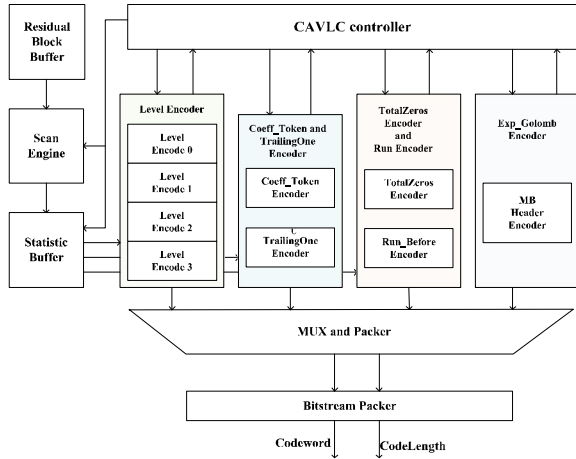 Residual
Block
Buffer
CAVLC controller
Scan
Engine
Statistic
Buffer
Level Encoder
Level
Encode 0
Level
Encode 1
Level
Encode 2
Level
Encode 3
Coeff_Token and
TrailingOne
Encoder
Coeff_Token
Encoder
C
TrailingOne
Encoder
TotalZeros
Encoder
and
Run Encoder
TotalZeros
Encoder
Run_Before
Encoder
Exp_Golomb
Encoder
MB
Header
Encoder
MUX and Packer
Bitstream Packer
Codeword
CodeLength